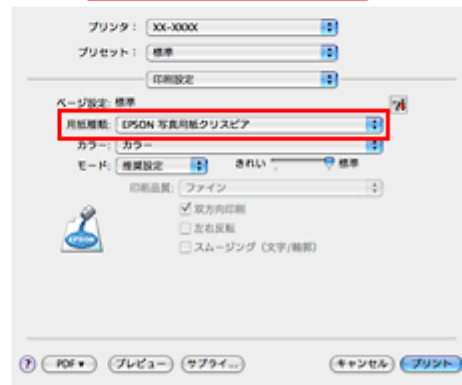 プリンタ： XX-XXXX
プリセット： 標準
印刷設定
ページ設定: 標準
用紙種類: EPSON 写真用紙クリスピア
カラー: カラー
モード: 推奨設定 きれい 標準
印刷品質: ファイン
双方向印刷
左右反転
スムージング（文字/輪郭）
EPSON
? PDF▼ プレビュー サプライ... キャンセル プリント